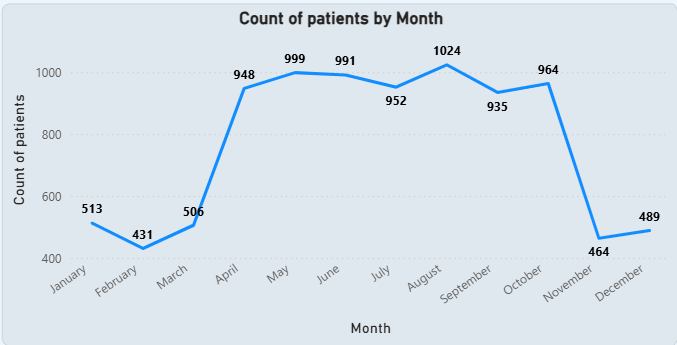 Count of patients by Month
Count of patients
1000
800
600
400
513
431
506
948
999
991
952
1024
935
964
464
489
January
February
March
April
May
June
July
August
September
October
November
December
Month